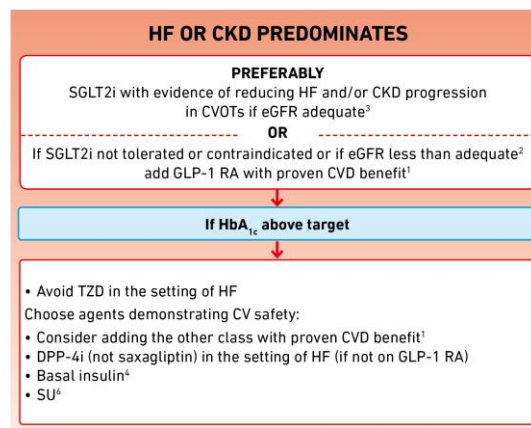 HF OR CKD PREDOMINATES
PREFERABLY
SGLT2i with evidence of reducing HF and/or CKD progression
in CVOTs if eGFR adequate³
OR
If SGLT2i not tolerated or contraindicated or if eGFR less than adequate²
add GLP-1 RA with proven CVD benefit¹
If HbA₁c above target
• Avoid TZD in the setting of HF
Choose agents demonstrating CV safety:
• Consider adding the other class with proven CVD benefit¹
• DPP-4i (not saxagliptin) in the setting of HF (if not on GLP-1 RA)
• Basal insulin⁴
• SU⁶